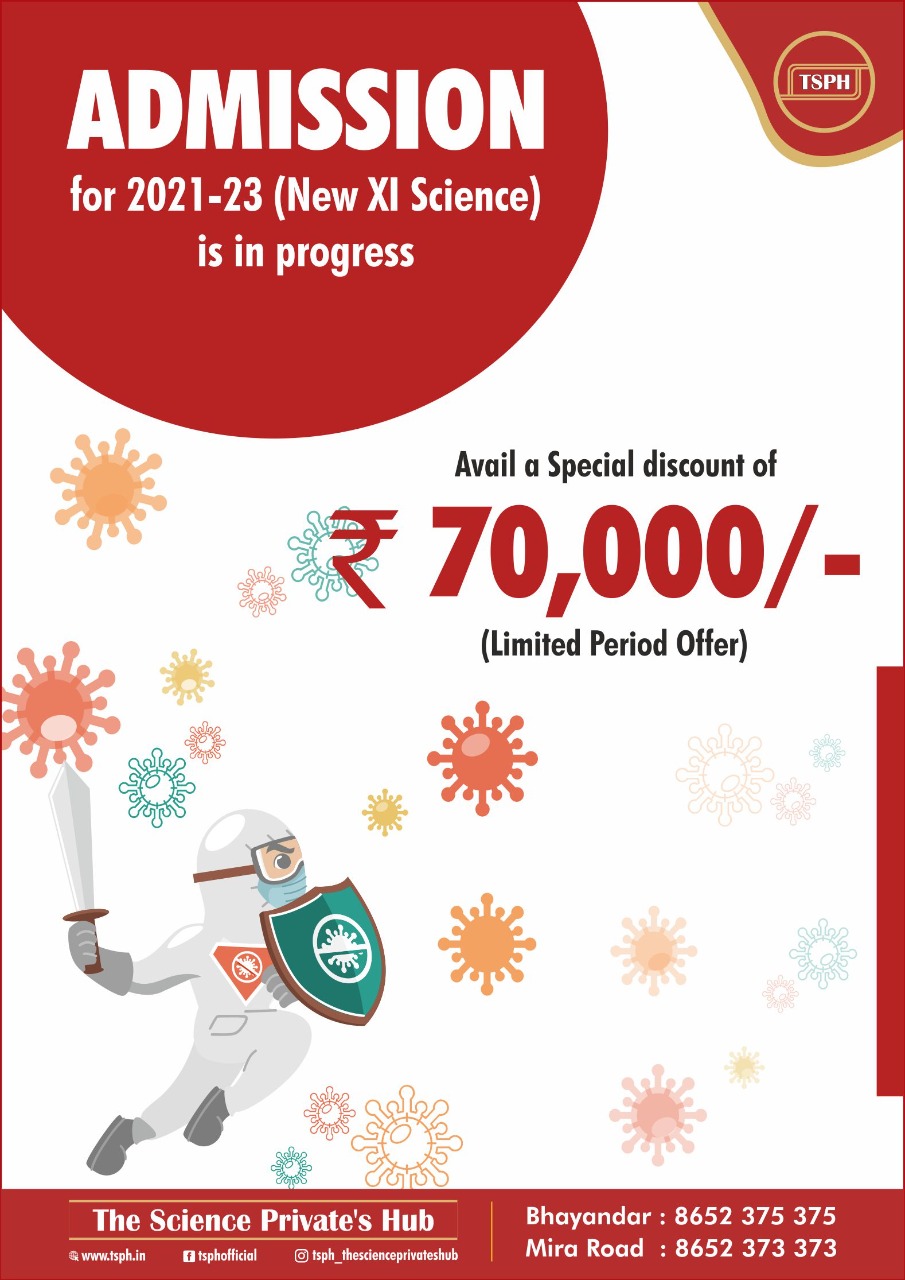 TSPH
ADMISSION
for 2021-23 (New XI Science)
is in progress
Avail a Special discount of
₹ 70,000/-
(Limited Period Offer)
The Science Private's Hub
www.tsph.in tsphofficial tsph_thescienceprivateshub
Bhayandar : 8652 375 375
Mira Road : 8652 373 373